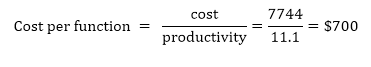 Cost per function = cost / productivity = 7744 / 11.1 = $700